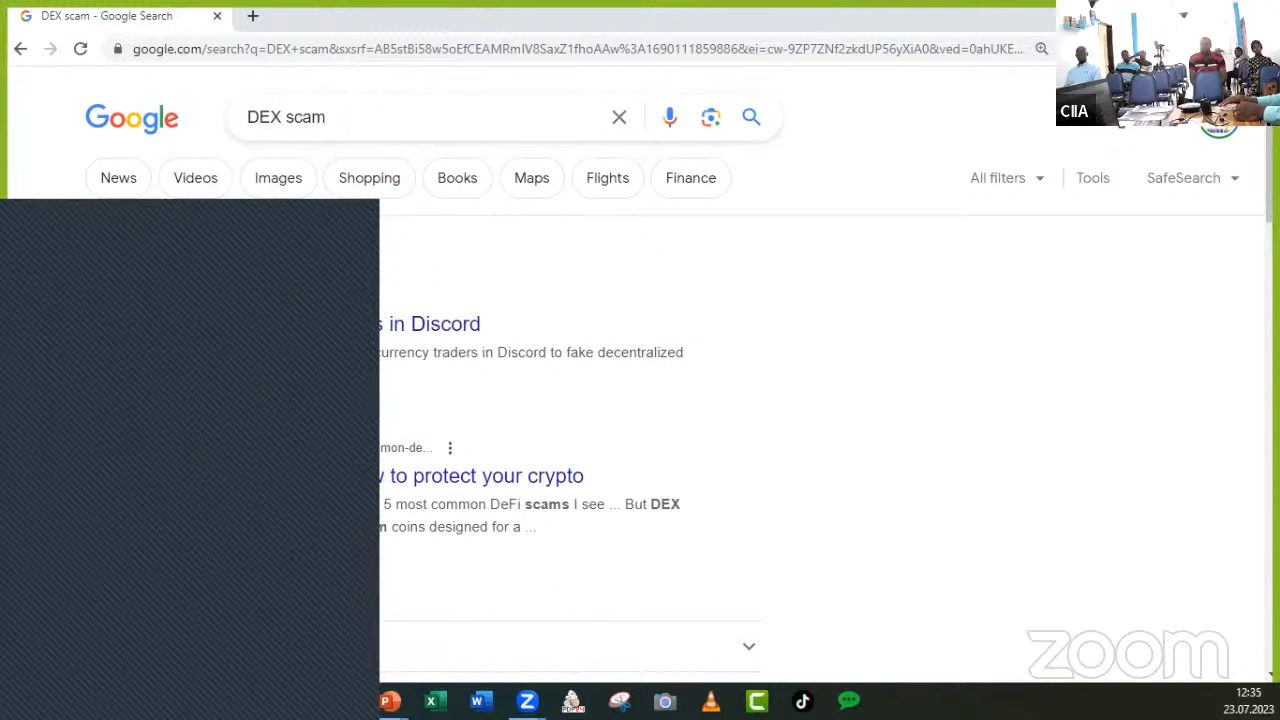 DEX scam - Google Search
google.com/search?q=DEX+scam&sxsrf=AB5stBi58w5oEfCEAMRmIV8SaxZ1fhoAAw%3A1690111859886&ei=cw-9ZP7ZNf2zkdUP56yXiA0&ved=0ahUKE...
CIIA
Google
DEX scam
News
Videos
Images
Shopping
Books
Maps
Flights
Finance
All filters
Tools
SafeSearch
s in Discord
currency traders in Discord to fake decentralized
mon-de...
to protect your crypto
5 most common DeFi scams I see ... But DEX
coins designed for a ...
zoom
12:35
23.07.2023